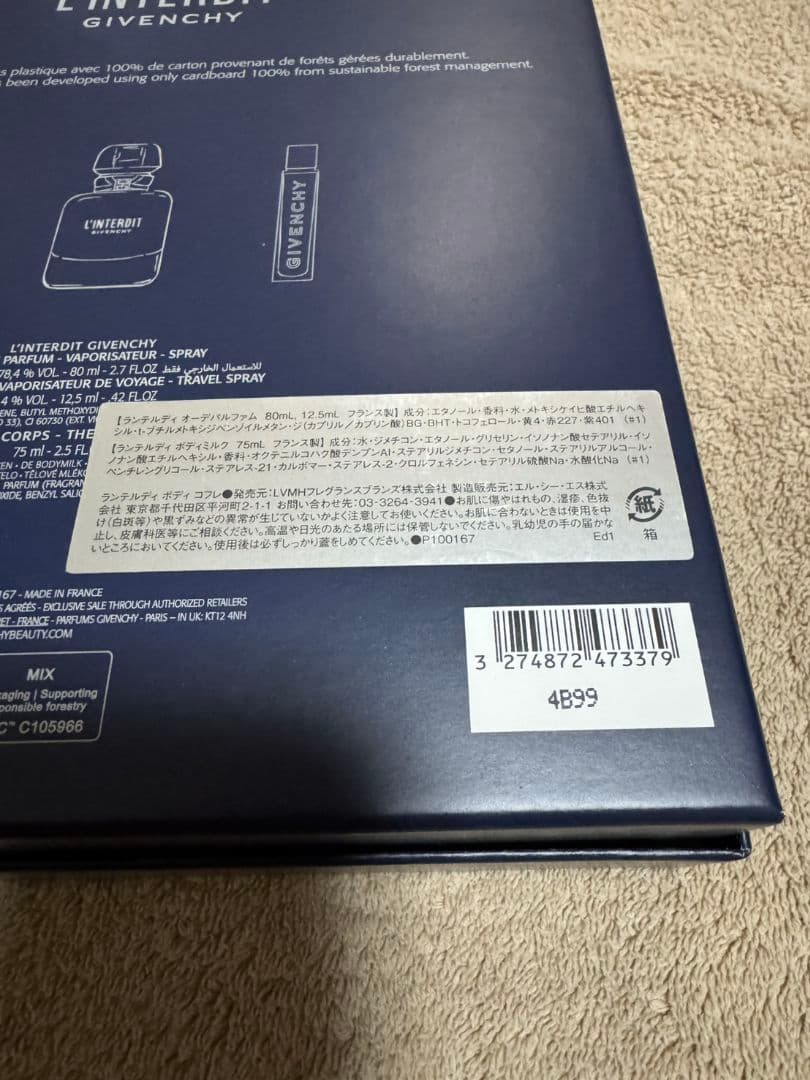 L'INTERDIT
GIVENCHY
plastique avec 100% de carton provenant de forêts gérées durablement.
been developed using only cardboard 100% from sustainable forest management.
L'INTERDIT
GIVENCHY
GIVENCHY
L'INTERDIT GIVENCHY
PARFUM - VAPORISATEUR - SPRAY
78,4 % VOL - 80 ml - 2.7 FL.OZ للاستعمال الخارجي فقط
VAPORISATEUR DE VOYAGE - TRAVEL SPRAY
4 % VOL - 12,5 ml - .42 FL.OZ
BUTYL METHOXYDI
CI 60730 (EXT.
CORPS - THE
75 ml - 2.5 FL.
DE BODYMILK -
TĚLOVÉ MLÉKO
PARFUM (FRAGRAN
BENZYL SALIC
【ランテルディ オーデパルファム 80mL, 12.5mL フランス製】成分:エタノール・香料・水・メトキシケイヒ酸エチルヘキ
シル・t-ブチルメトキシジベンゾイルメタン・ジ(カプリル/カプリン酸)BG・BHT・トコフェロール・黄4・赤227・紫401 (#1)
【ランテルディ ボディミルク 75mL フランス製】成分:水・ジメチコン・エタノール・グリセリン・イソノナン酸セテアリル・イソ
ノナン酸エチルヘキシル・香料・オクテニルコハク酸デンプンAl・ステアリルジメチコン・セタノール・ステアリルアルコール・
ペンチレングリコール・ステアレス-21・カルボマー・ステアレス-2・クロルフェネシン・セテアリル硫酸Na・水酸化Na (#1)
ランテルディ ボディ コフレ●発売元:LVMHフレグランスブランズ株式会社 製造販売元:エル・シー・エス株式
会社 東京都千代田区平河町2-1-1 お問い合わせ先:03-3264-3941●お肌に傷やはれもの、湿疹、色抜
け(白斑等)や黒ずみなどの異常が生じていないかよく注意してお使いください。お肌に合わないときは使用を中
止し、皮膚科医等にご相談ください。高温や日光のあたる場所には保管しないでください。乳幼児の手の届かな
いところにおいてください。使用後は必ずしっかり蓋をしめてください。●P100167
Ed1
紙
箱
167 - MADE IN FRANCE
AGRÉÉS - EXCLUSIVE SALE THROUGH AUTHORIZED RETAILERS
RET - FRANCE - PARFUMS GIVENCHY - PARIS – IN UK: KT12 4NH
HYBEAUTY.COM
MIX
kaging | Supporting
ponsible forestry
C™ C105966
3 274872 473379
4B99